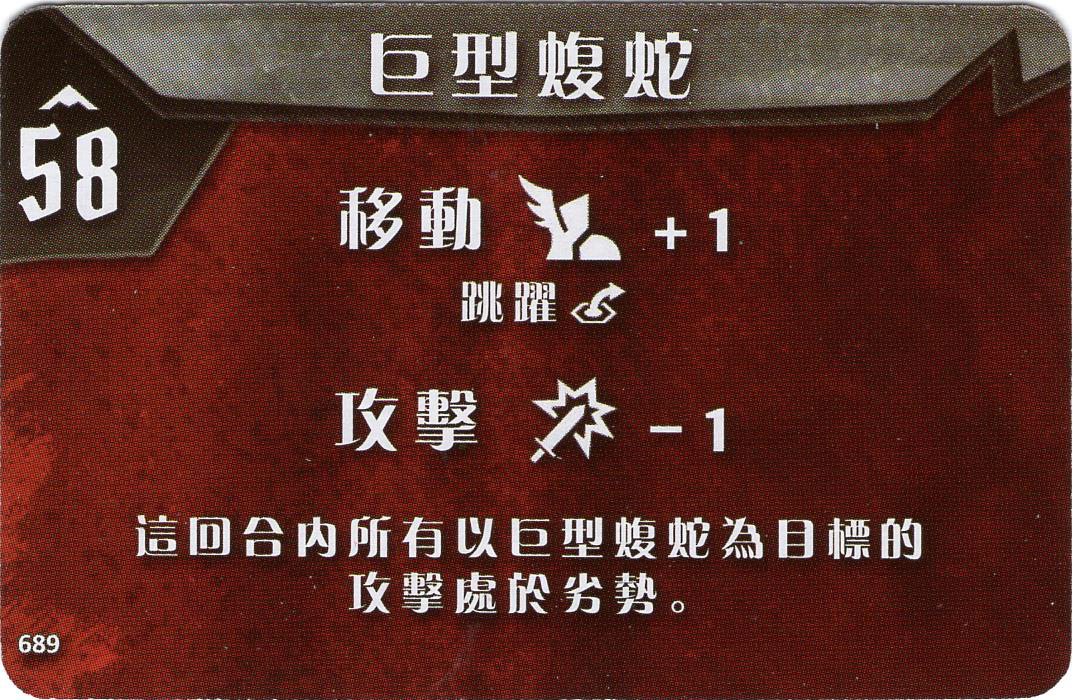 巨型蝮蛇
58
移動 +1
跳躍
攻擊 -1
這回合內所有以巨型蝮蛇為目標的
攻擊處於劣勢。
689